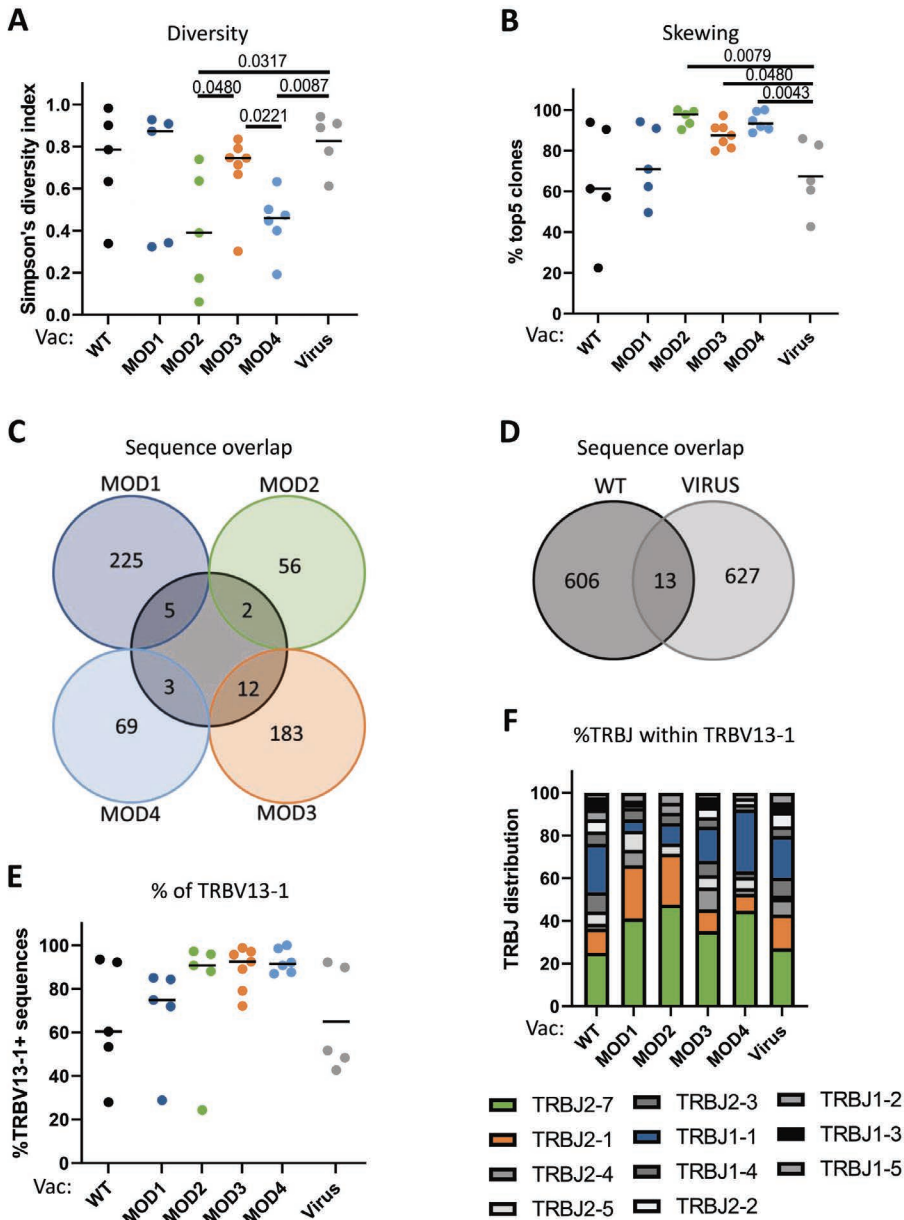 A
Diversity
0.0317
0.0480
0.0087
0.0221
Simpson's diversity index
1.0
0.8
0.6
0.4
0.2
0.0
Vac:
WT
MOD1
MOD2
MOD3
MOD4
Virus
B
Skewing
0.0079
0.0480
0.0043
% top5 clones
100
80
60
40
20
0
Vac:
WT
MOD1
MOD2
MOD3
MOD4
Virus
C
Sequence overlap
MOD1
MOD2
225
56
5
2
3
12
69
183
MOD4
MOD3
D
Sequence overlap
WT
VIRUS
606
13
627
E
% of TRBV13-1
%TRBV13-1+ sequences
100
80
60
40
20
0
Vac:
WT
MOD1
MOD2
MOD3
MOD4
Virus
F
%TRBJ within TRBV13-1
TRBJ distribution
100
80
60
40
20
0
Vac:
WT
MOD1
MOD2
MOD3
MOD4
Virus
TRBJ2-7
TRBJ2-1
TRBJ2-4
TRBJ2-5
TRBJ2-3
TRBJ1-1
TRBJ1-4
TRBJ2-2
TRBJ1-2
TRBJ1-3
TRBJ1-5